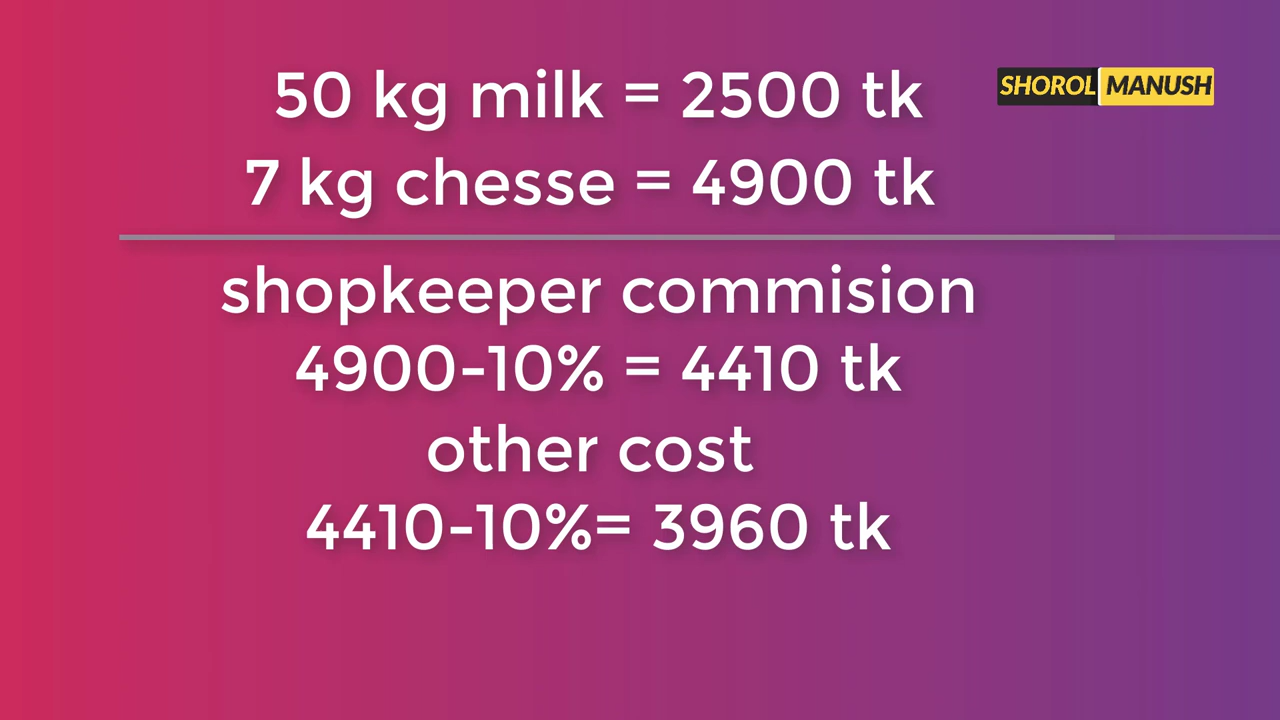 50 kg milk = 2500 tk
SHOROL MANUSH
7 kg chesse = 4900 tk
shopkeeper commision
4900-10% = 4410 tk
other cost
4410-10%= 3960 tk